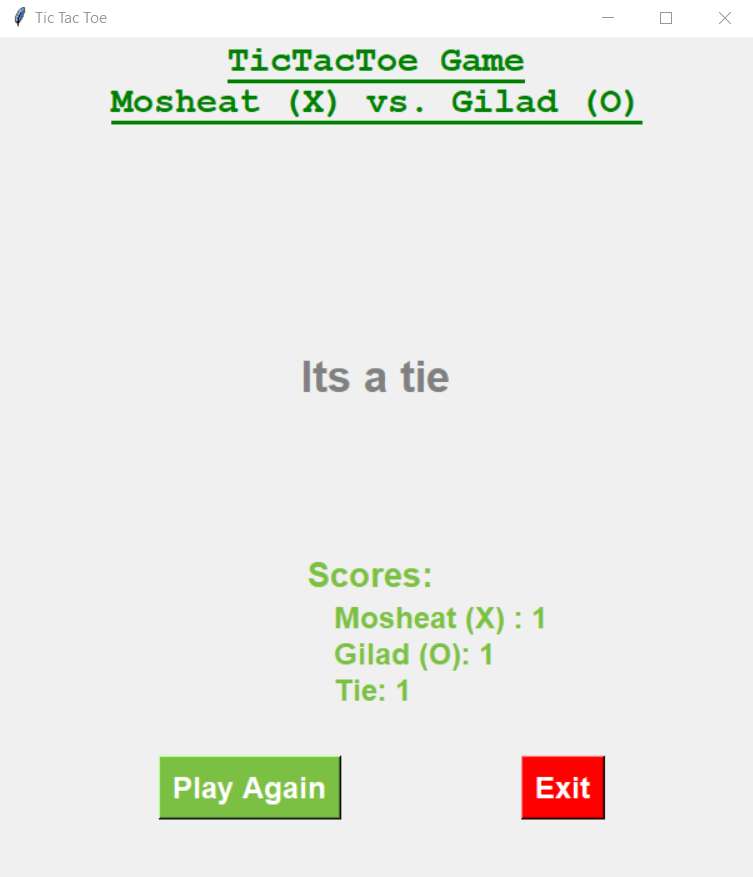 Tic Tac Toe
TicTacToe Game
Mosheat (X) vs. Gilad (O)
Its a tie
Scores:
Mosheat (X) : 1
Gilad (O): 1
Tie: 1
Play Again
Exit